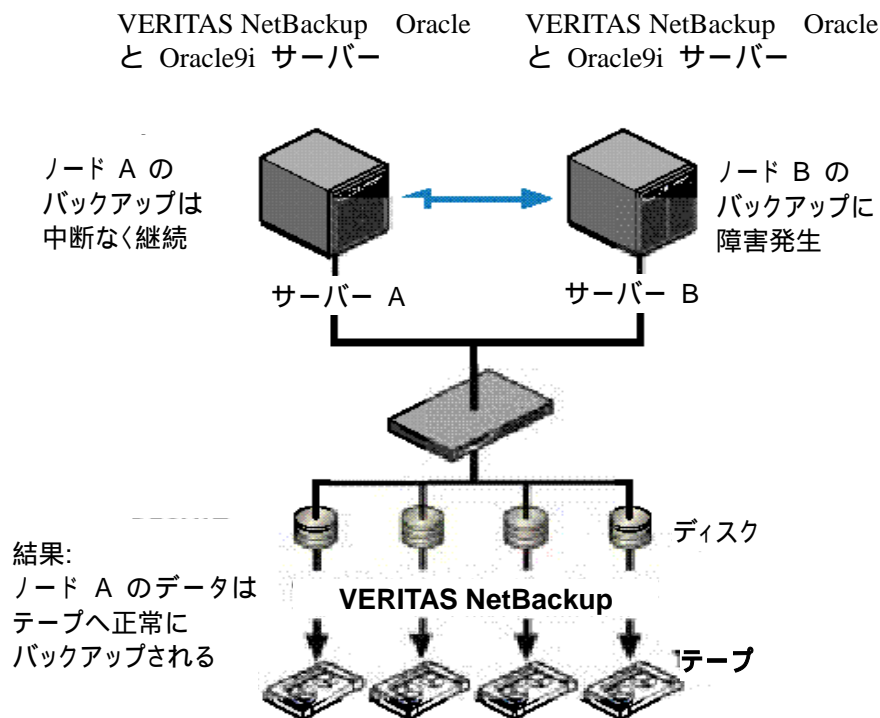 VERITAS NetBackup Oracle
と Oracle9i サーバー
VERITAS NetBackup Oracle
と Oracle9i サーバー
ノード A の
バックアップは
中断なく継続
ノード B の
バックアップに
障害発生
サーバー A
サーバー B
ディスク
結果:
ノード A のデータは
テープへ正常に
バックアップされる
VERITAS NetBackup
テープ